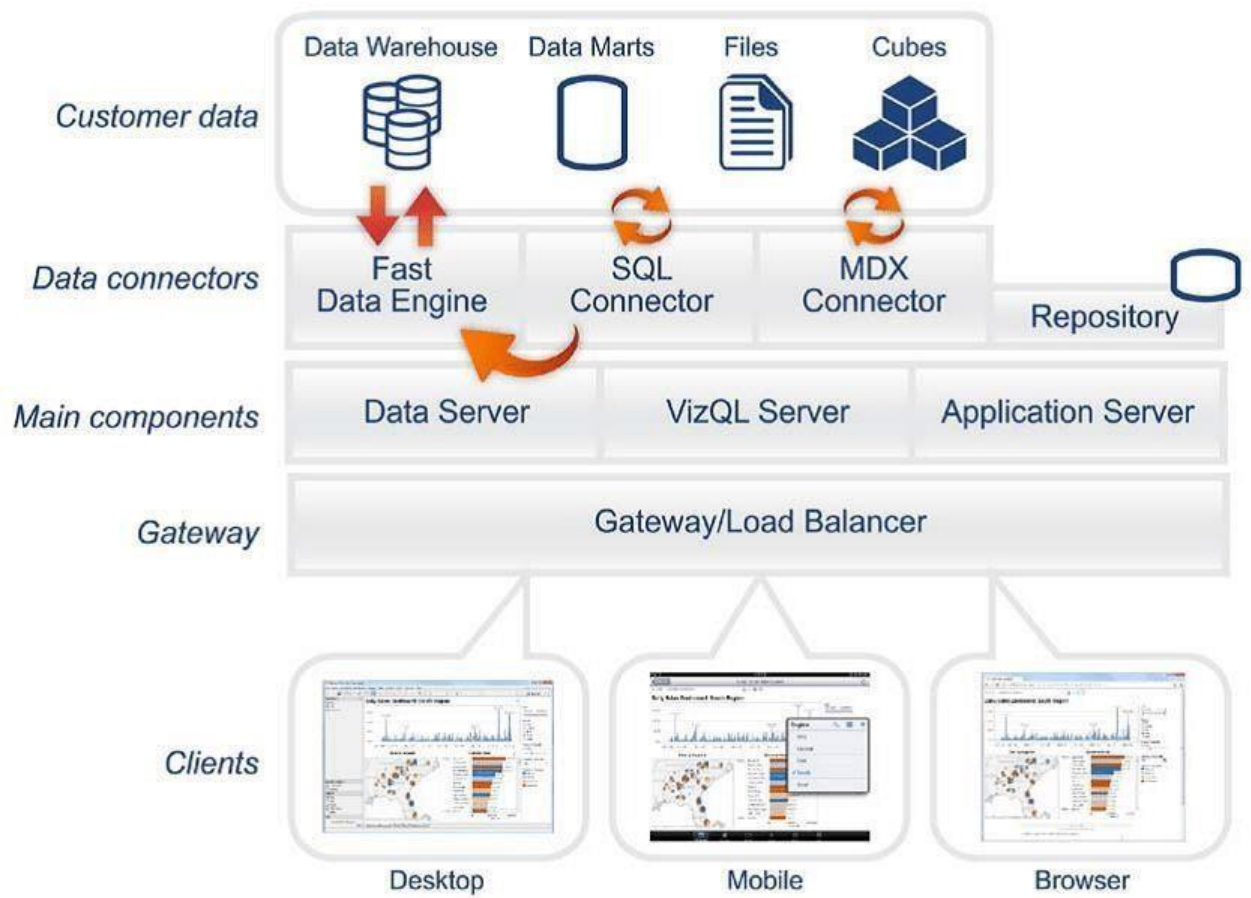 Data Warehouse
Data Marts
Files
Cubes
Customer data
Data connectors
Fast
Data Engine
SQL
Connector
MDX
Connector
Repository
Main components
Data Server
VizQL Server
Application Server
Gateway
Gateway/Load Balancer
Clients
Desktop
Mobile
Browser